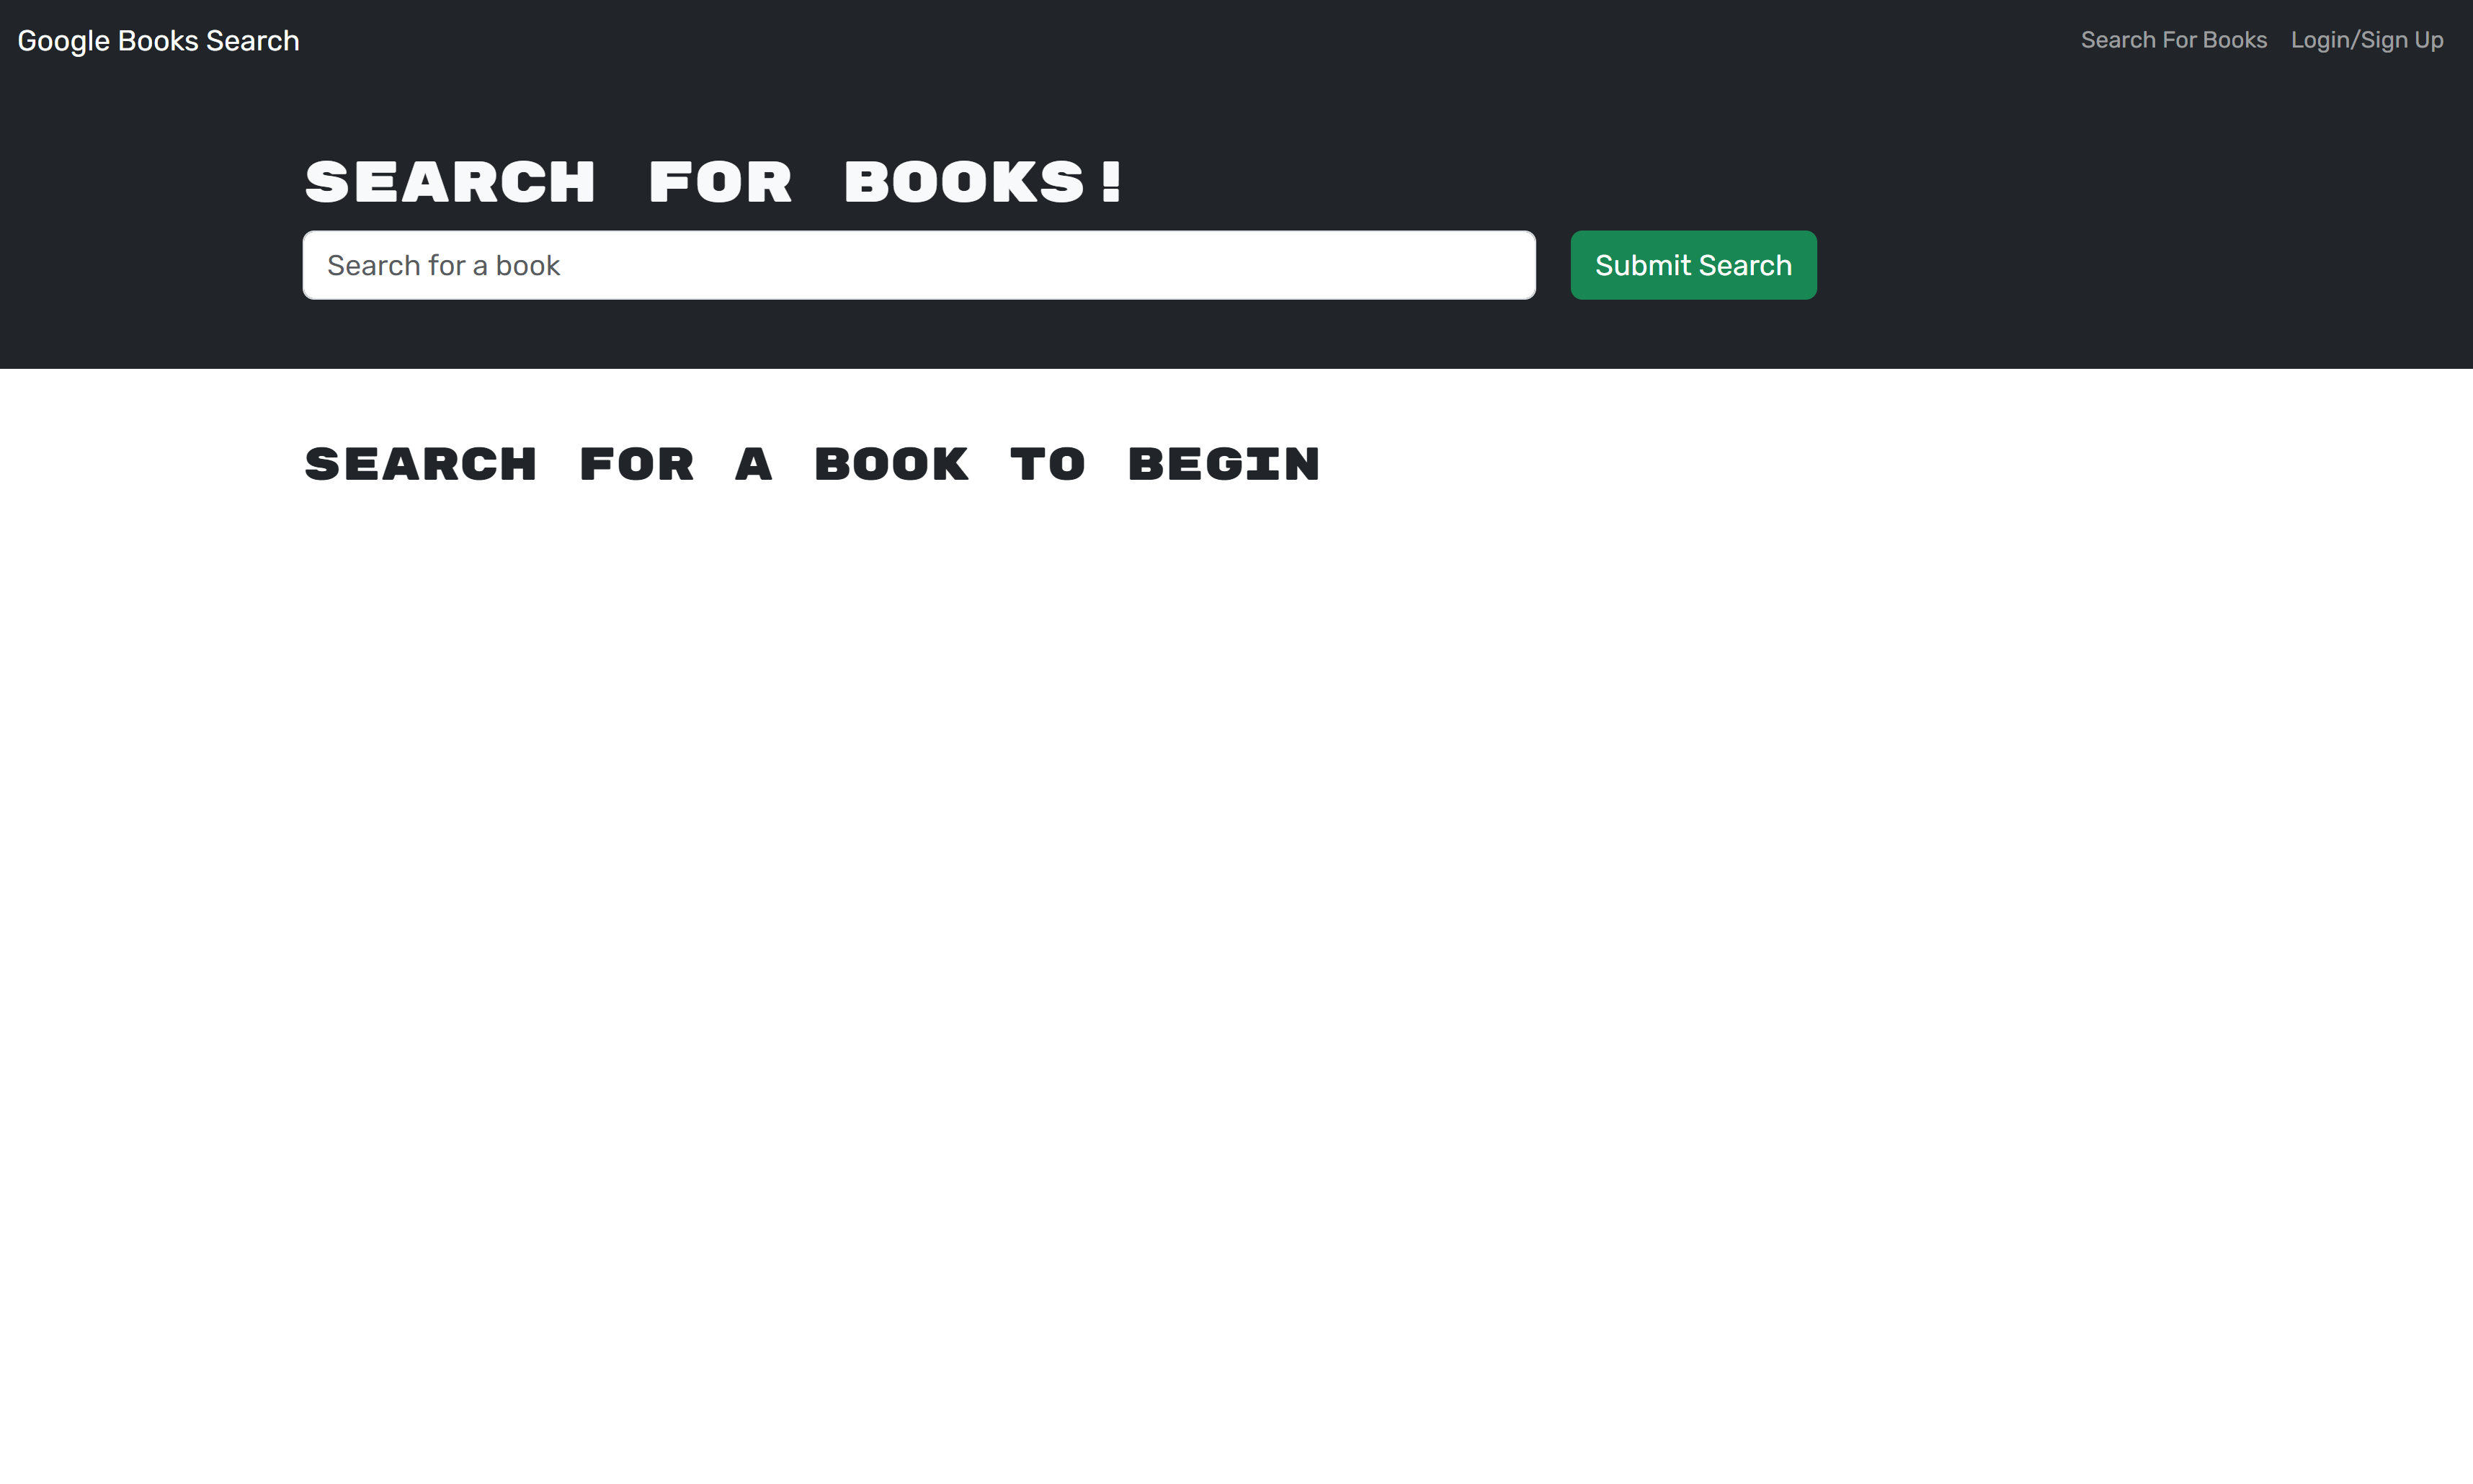 Google Books Search
Search For Books
Login/Sign Up
SEARCH FOR BOOKS!
Search for a book
Submit Search
SEARCH FOR A BOOK TO BEGIN